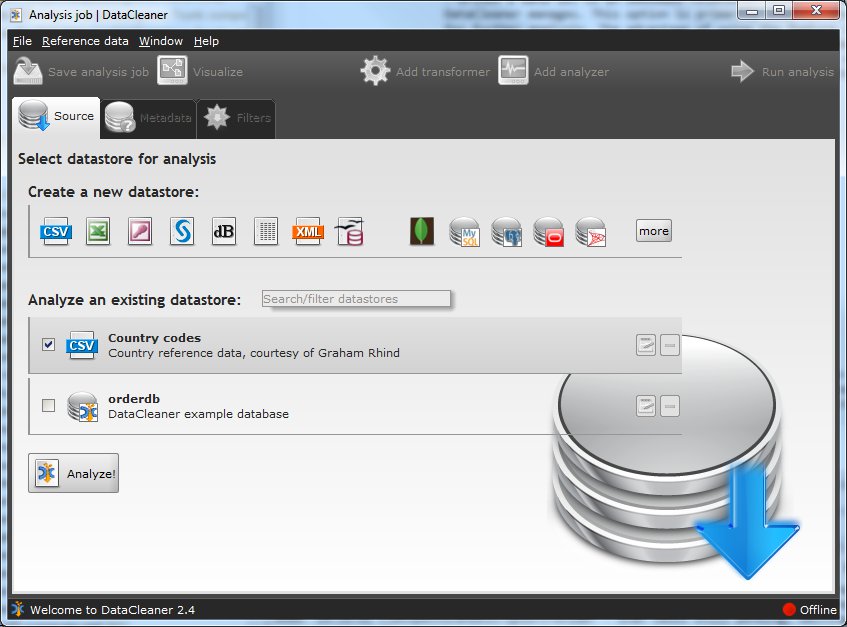 Analysis job | DataCleaner
File Reference data Window Help
Save analysis job Visualize Add transformer Add analyzer Run analysis
Source Metadata Filters
Select datastore for analysis
Create a new datastore:
CSV dB XML My SQL more
Analyze an existing datastore: Search/filter datastores
CSV Country codes
Country reference data, courtesy of Graham Rhind
orderdb
DataCleaner example database
Analyze!
Welcome to DataCleaner 2.4 Offline